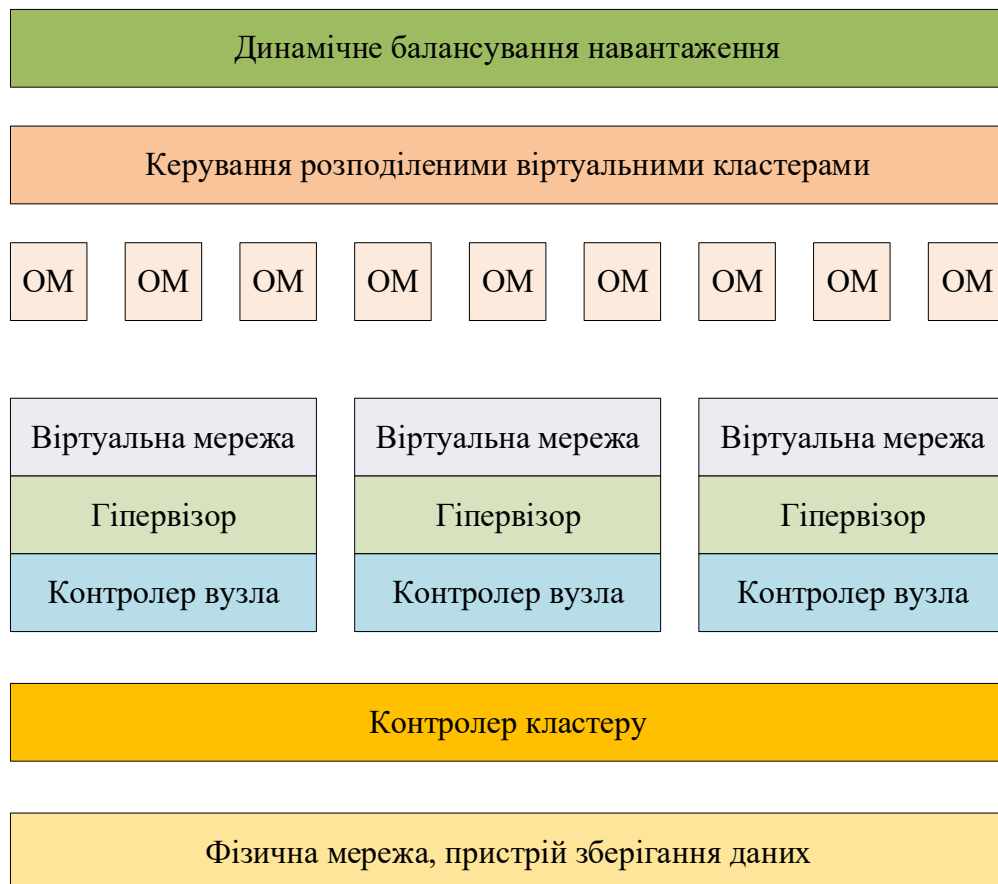 Динамічне балансування навантаження
Керування розподіленими віртуальними кластерами
ОМ ОМ ОМ ОМ ОМ ОМ ОМ ОМ ОМ
Віртуальна мережа Віртуальна мережа Віртуальна мережа
Гіпервізор Гіпервізор Гіпервізор
Контролер вузла Контролер вузла Контролер вузла
Контролер кластеру
Фізична мережа, пристрій зберігання даних